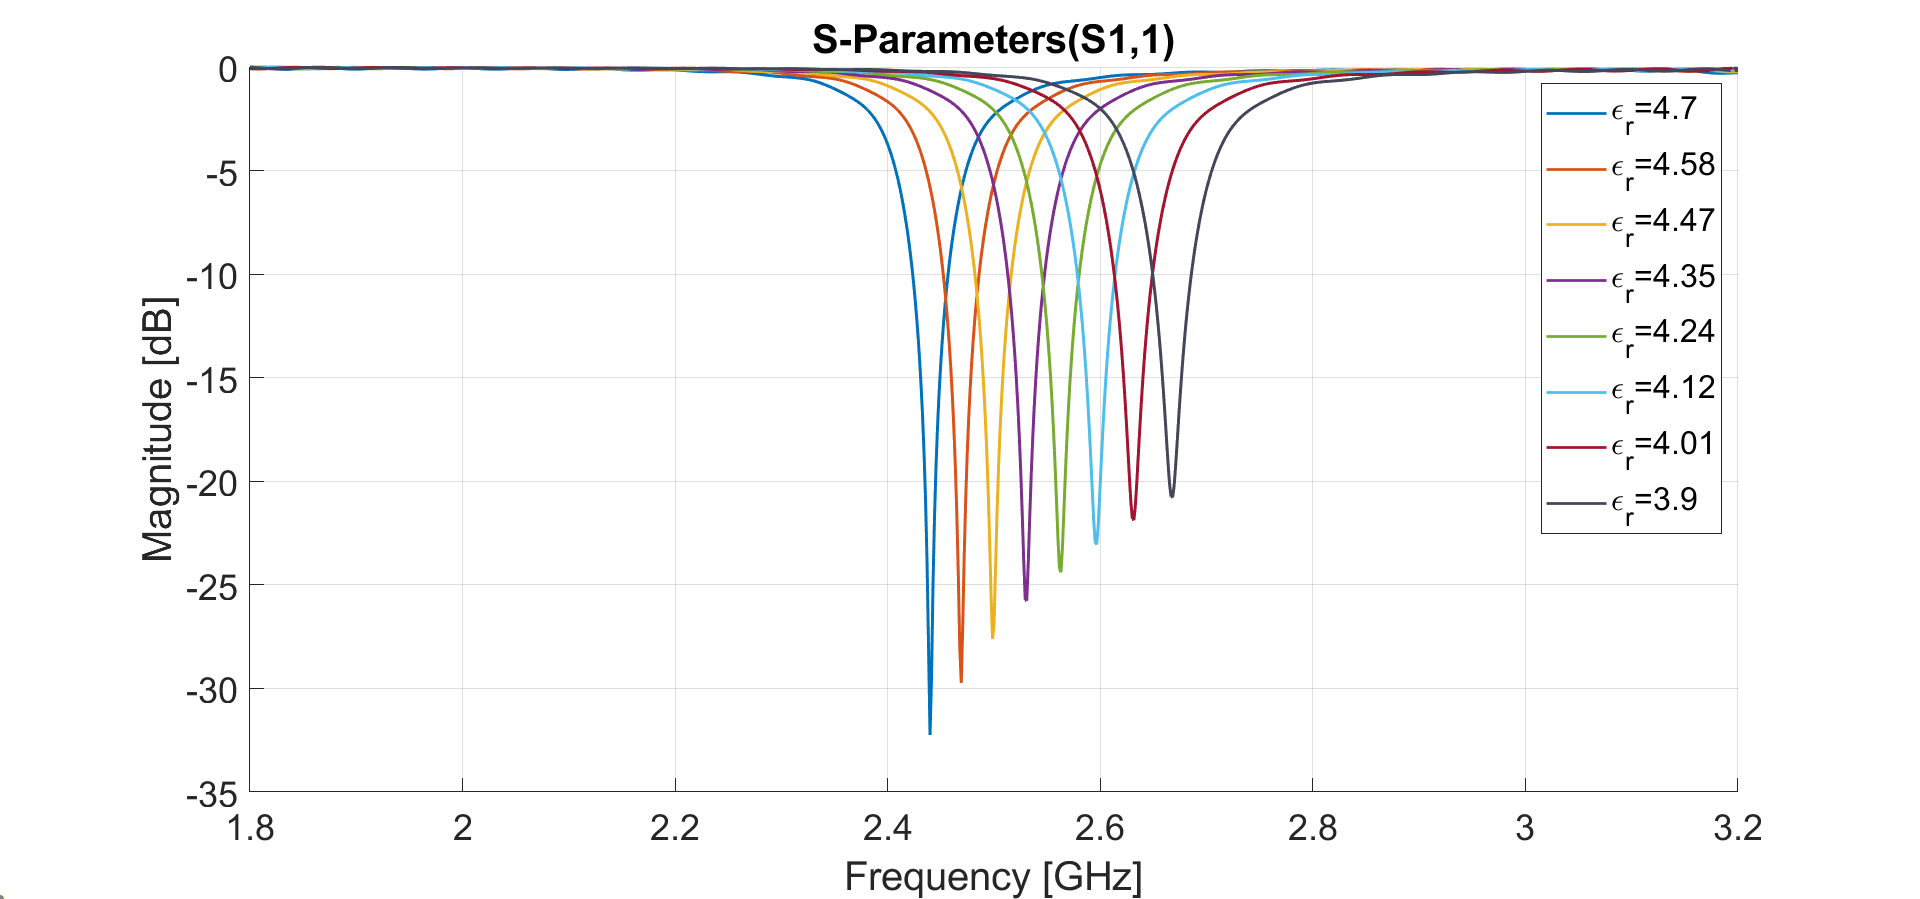 S-Parameters(S1,1)
0
-5
-10
-15
-20
-25
-30
-35
Magnitude [dB]
1.8
2
2.2
2.4
2.6
2.8
3
3.2
Frequency [GHz]
ϵr=4.7
ϵr=4.58
ϵr=4.47
ϵr=4.35
ϵr=4.24
ϵr=4.12
ϵr=4.01
ϵr=3.9